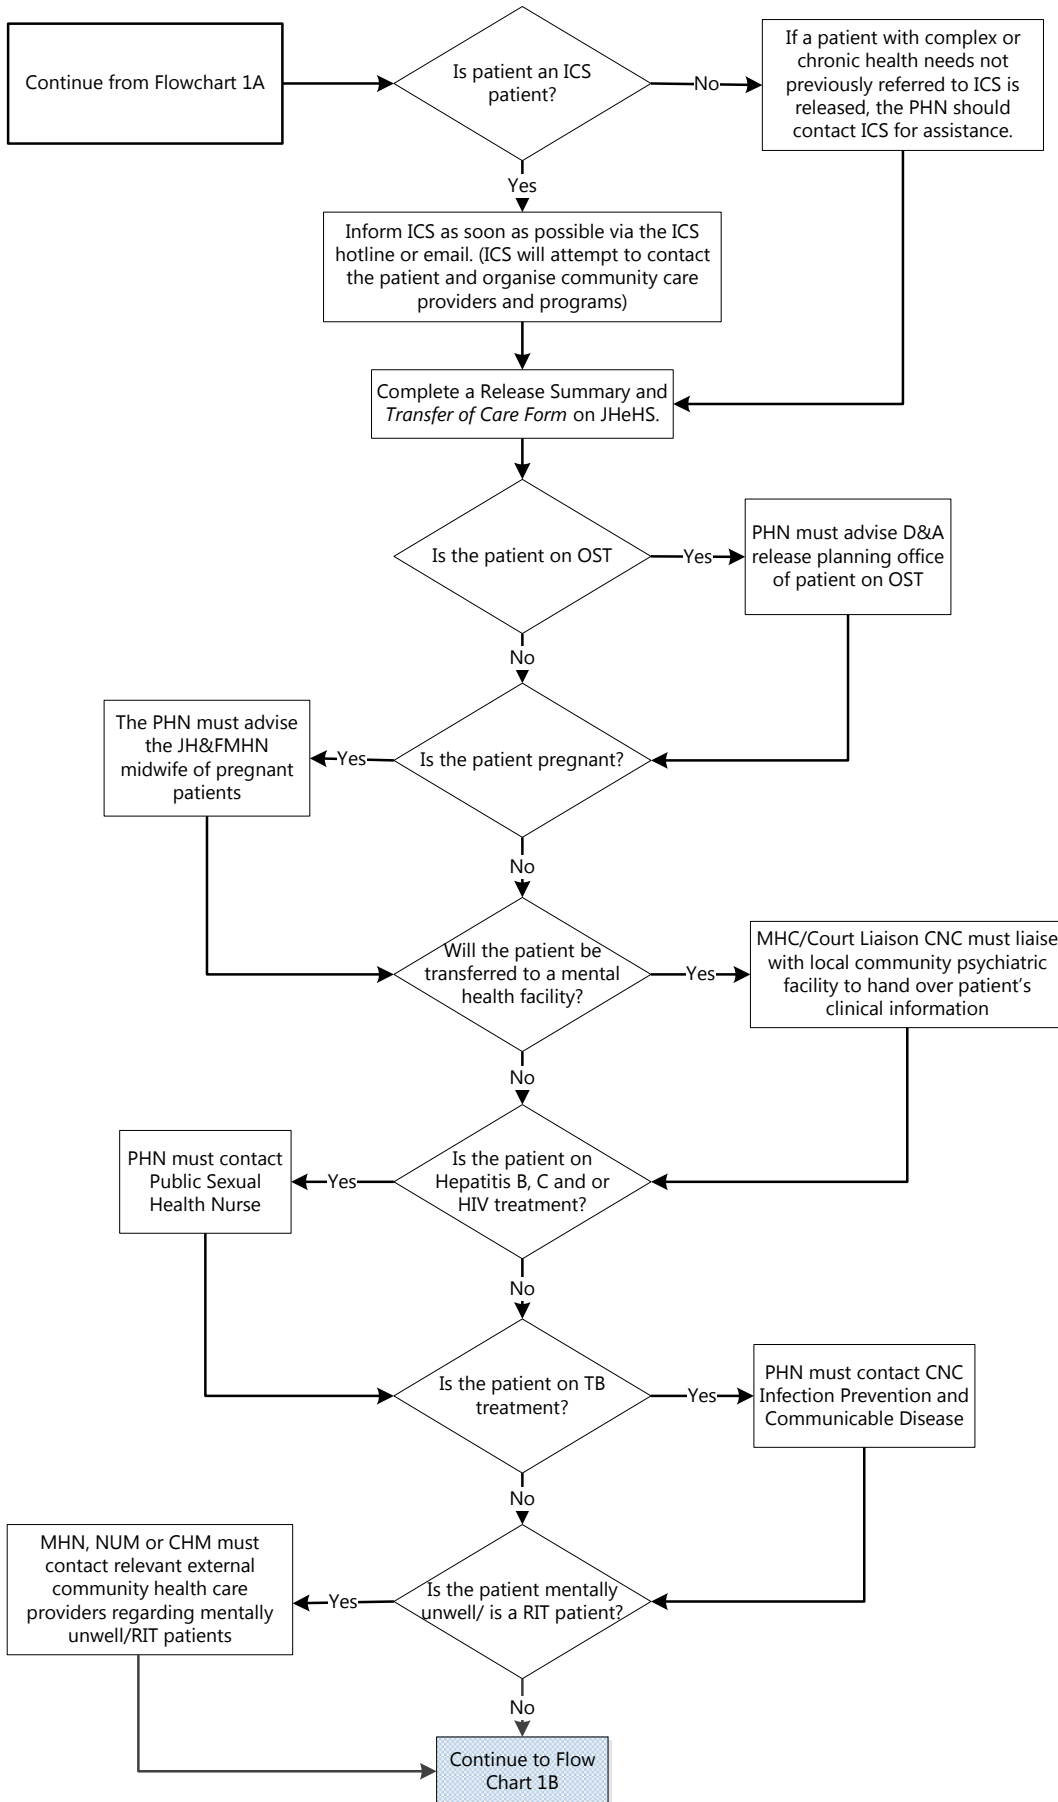 Continue from Flowchart 1A
Is patient an ICS
patient?
No
If a patient with complex or
chronic health needs not
previously referred to ICS is
released, the PHN should
contact ICS for assistance.
Yes
Inform ICS as soon as possible via the ICS
hotline or email. (ICS will attempt to contact
the patient and organise community care
providers and programs)
Complete a Release Summary and
Transfer of Care Form on JHeHS.
Is the patient on OST
Yes
PHN must advise D&A
release planning office
of patient on OST
No
The PHN must advise
the JH&FMHN
midwife of pregnant
patients
Yes
Is the patient pregnant?
No
Will the patient be
transferred to a mental
health facility?
Yes
MHC/Court Liaison CNC must liaise
with local community psychiatric
facility to hand over patient’s
clinical information
No
PHN must contact
Public Sexual
Health Nurse
Yes
Is the patient on
Hepatitis B, C and or
HIV treatment?
No
Is the patient on TB
treatment?
Yes
PHN must contact CNC
Infection Prevention and
Communicable Disease
No
MHN, NUM or CHM must
contact relevant external
community health care
providers regarding mentally
unwell/RIT patients
Yes
Is the patient mentally
unwell/ is a RIT patient?
No
Continue to Flow
Chart 1B